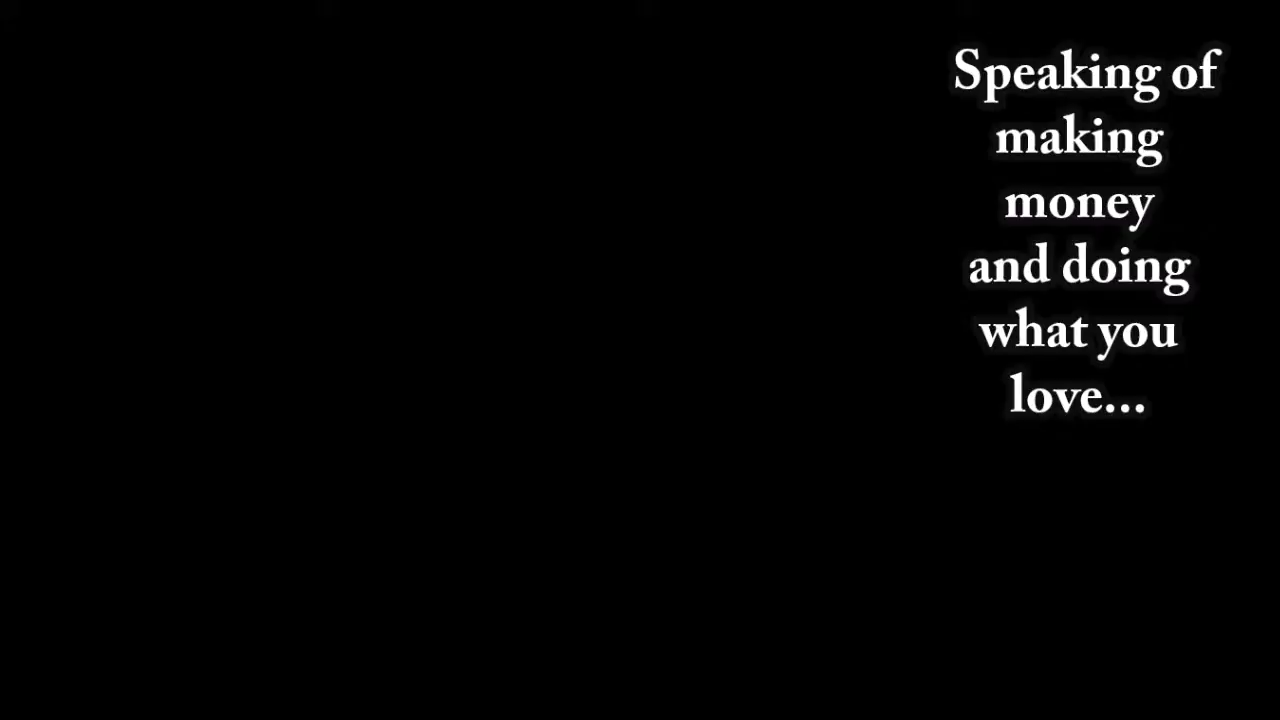 Speaking of
making
money
and doing
what you
love...